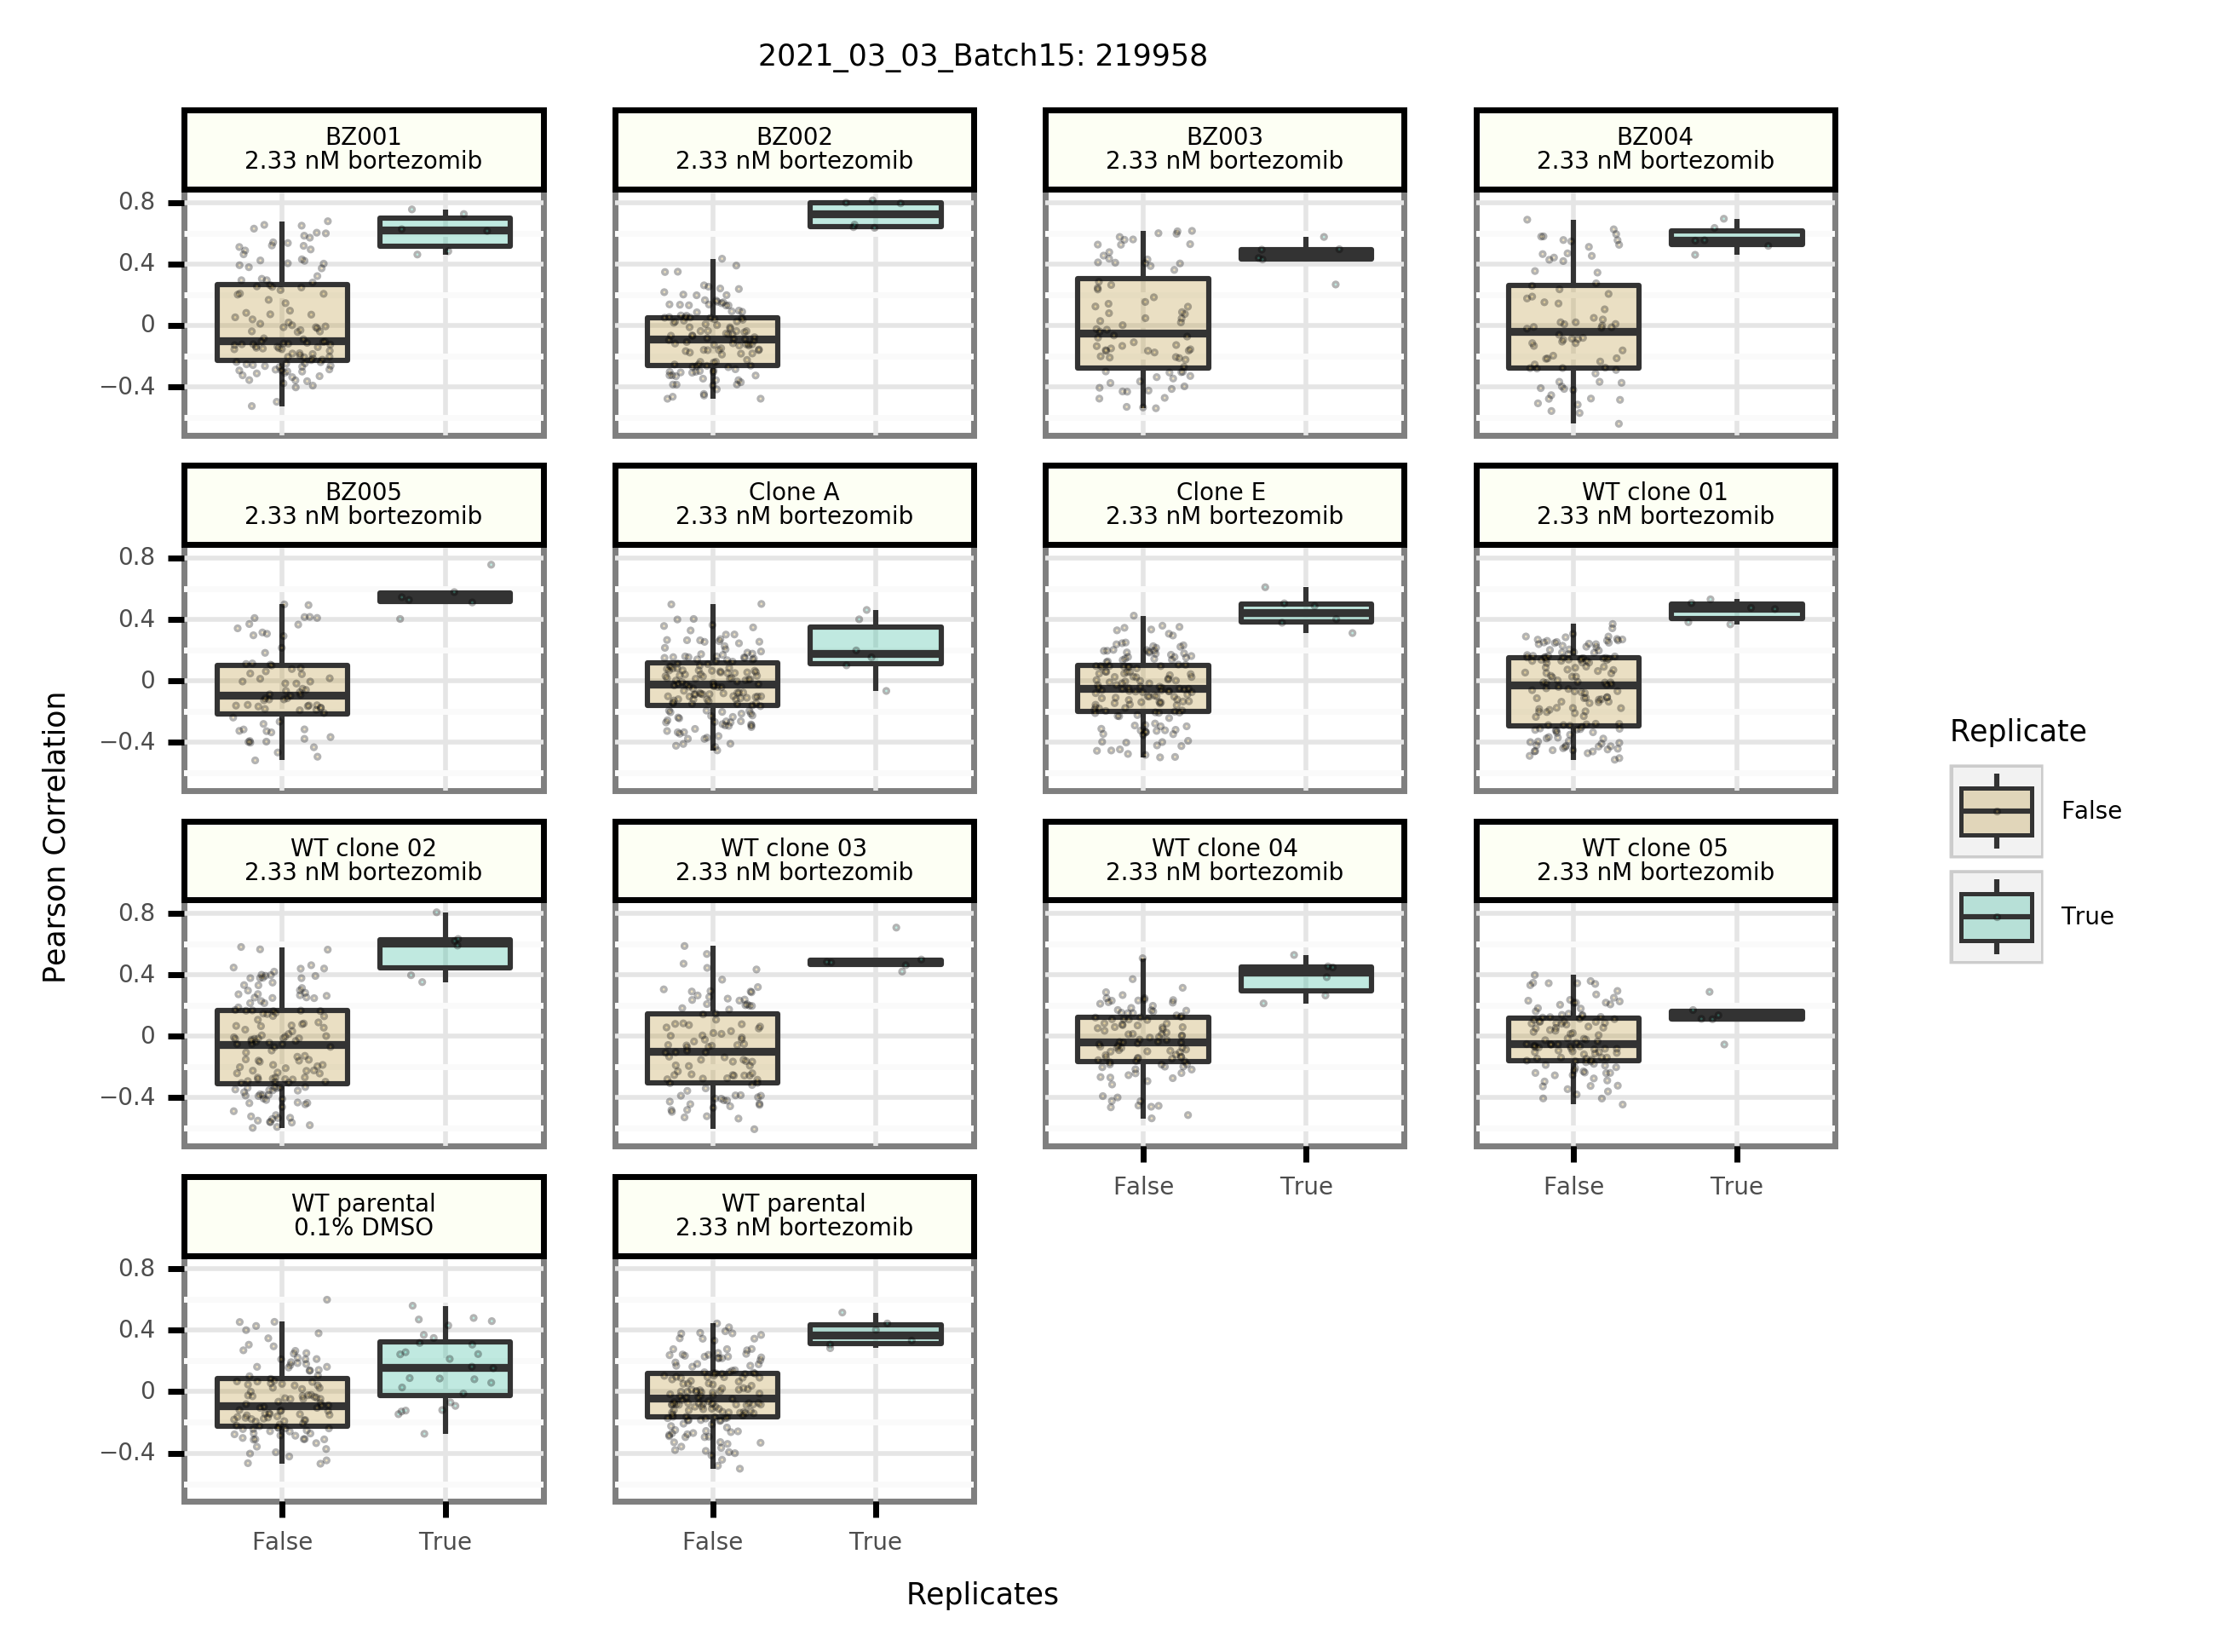 2021_03_03_Batch15: 219958
BZ001
2.33 nM bortezomib
BZ002
2.33 nM bortezomib
BZ003
2.33 nM bortezomib
BZ004
2.33 nM bortezomib
0.8
0.4
0
−0.4
BZ005
2.33 nM bortezomib
Clone A
2.33 nM bortezomib
Clone E
2.33 nM bortezomib
WT clone 01
2.33 nM bortezomib
0.8
0.4
0
−0.4
WT clone 02
2.33 nM bortezomib
WT clone 03
2.33 nM bortezomib
WT clone 04
2.33 nM bortezomib
WT clone 05
2.33 nM bortezomib
0.8
0.4
0
−0.4
False
True
False
True
WT parental
0.1% DMSO
WT parental
2.33 nM bortezomib
0.8
0.4
0
−0.4
False
True
False
True
Replicates
Pearson Correlation
Replicate
False
True